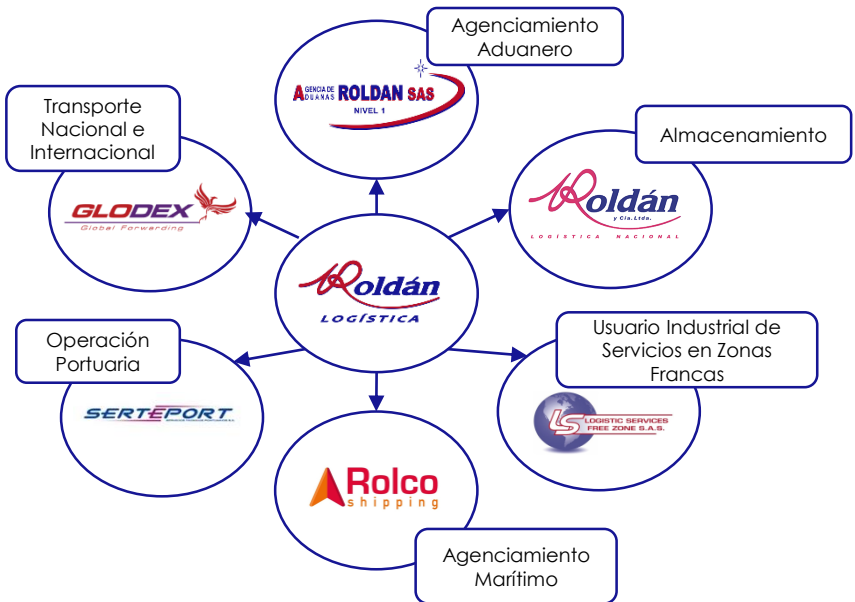 Agenciamiento
Aduanero
AGENCIA DE
ADUANAS ROLDAN SAS
NIVEL 1
Transporte
Nacional e
Internacional
GLODEX
Global Forwarding
Almacenamiento
Roldán
y Cia. Ltda.
LOGÍSTICA NACIONAL
Roldán
LOGÍSTICA
Operación
Portuaria
SERTEPORT
Usuario Industrial de
Servicios en Zonas
Francas
LS
LOGISTIC SERVICES
FREE ZONE S.A.S.
Rolco
shipping
Agenciamiento
Marítimo